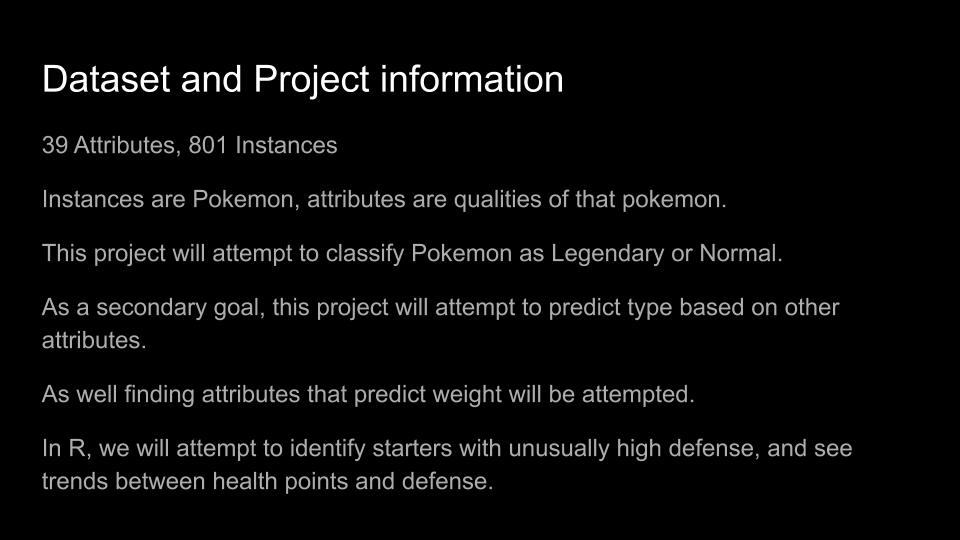 Dataset and Project information
39 Attributes, 801 Instances
Instances are Pokemon, attributes are qualities of that pokemon.
This project will attempt to classify Pokemon as Legendary or Normal.
As a secondary goal, this project will attempt to predict type based on other
attributes.
As well finding attributes that predict weight will be attempted.
In R, we will attempt to identify starters with unusually high defense, and see
trends between health points and defense.